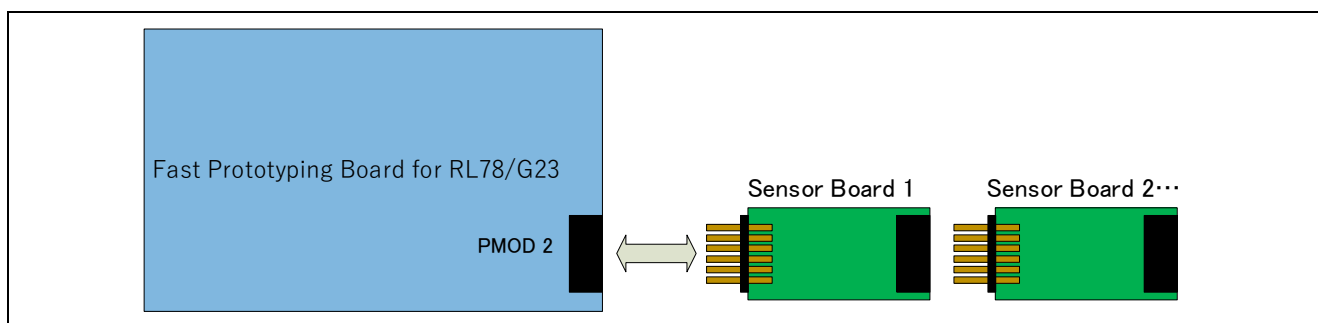 Fast Prototyping Board for RL78/G23
PMOD 2
Sensor Board 1
Sensor Board 2…